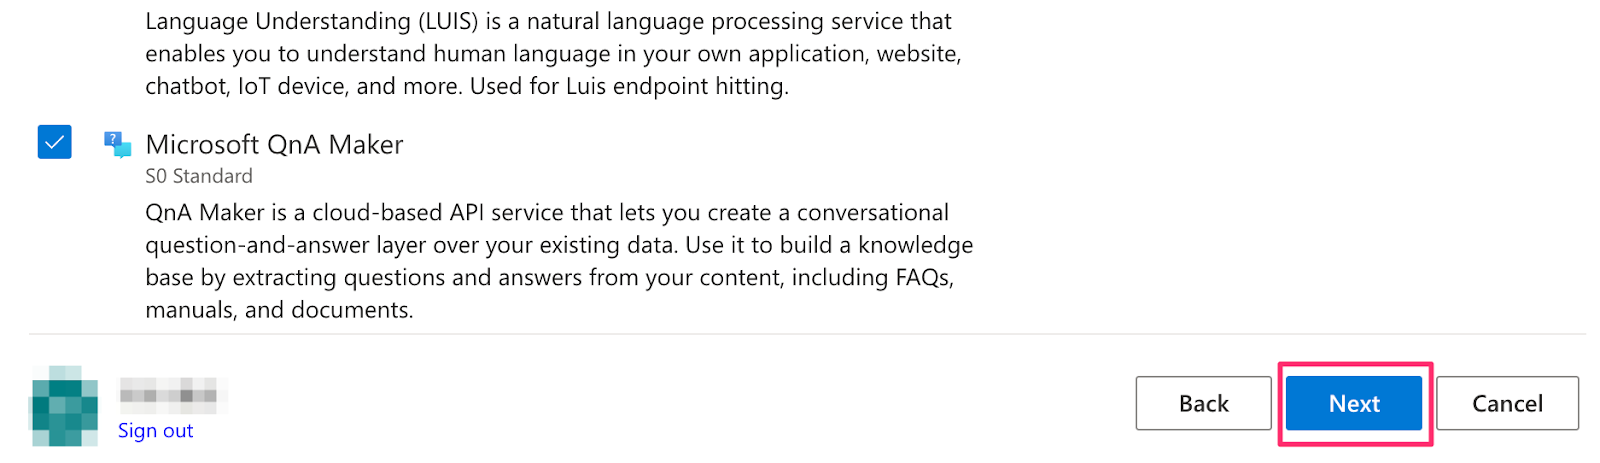 Language Understanding (LUIS) is a natural language processing service that
enables you to understand human language in your own application, website,
chatbot, IoT device, and more. Used for Luis endpoint hitting.
Microsoft QnA Maker
S0 Standard
QnA Maker is a cloud-based API service that lets you create a conversational
question-and-answer layer over your existing data. Use it to build a knowledge
base by extracting questions and answers from your content, including FAQs,
manuals, and documents.
Sign out
Back
Next
Cancel